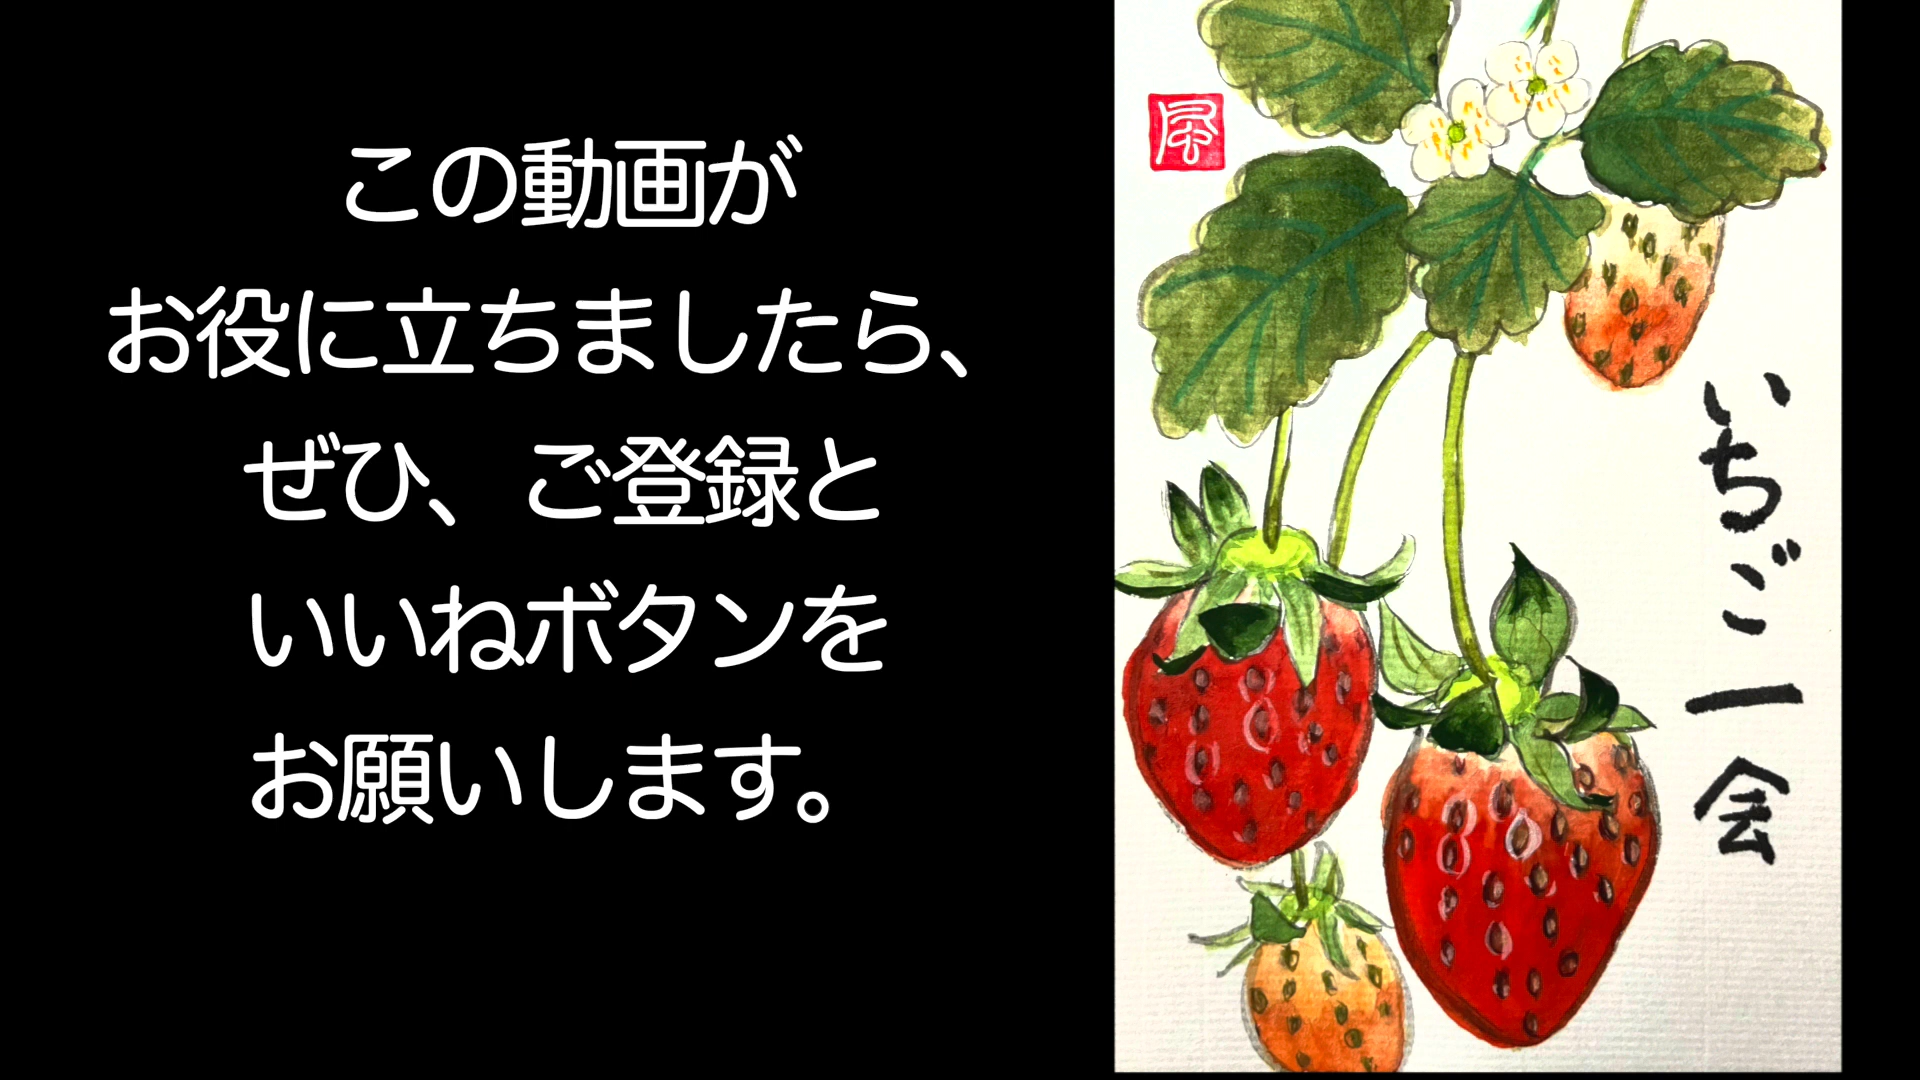 この動画が
お役に立ちましたら、
ぜひ、ご登録と
いいねボタンを
お願いします。
風
いちご一会